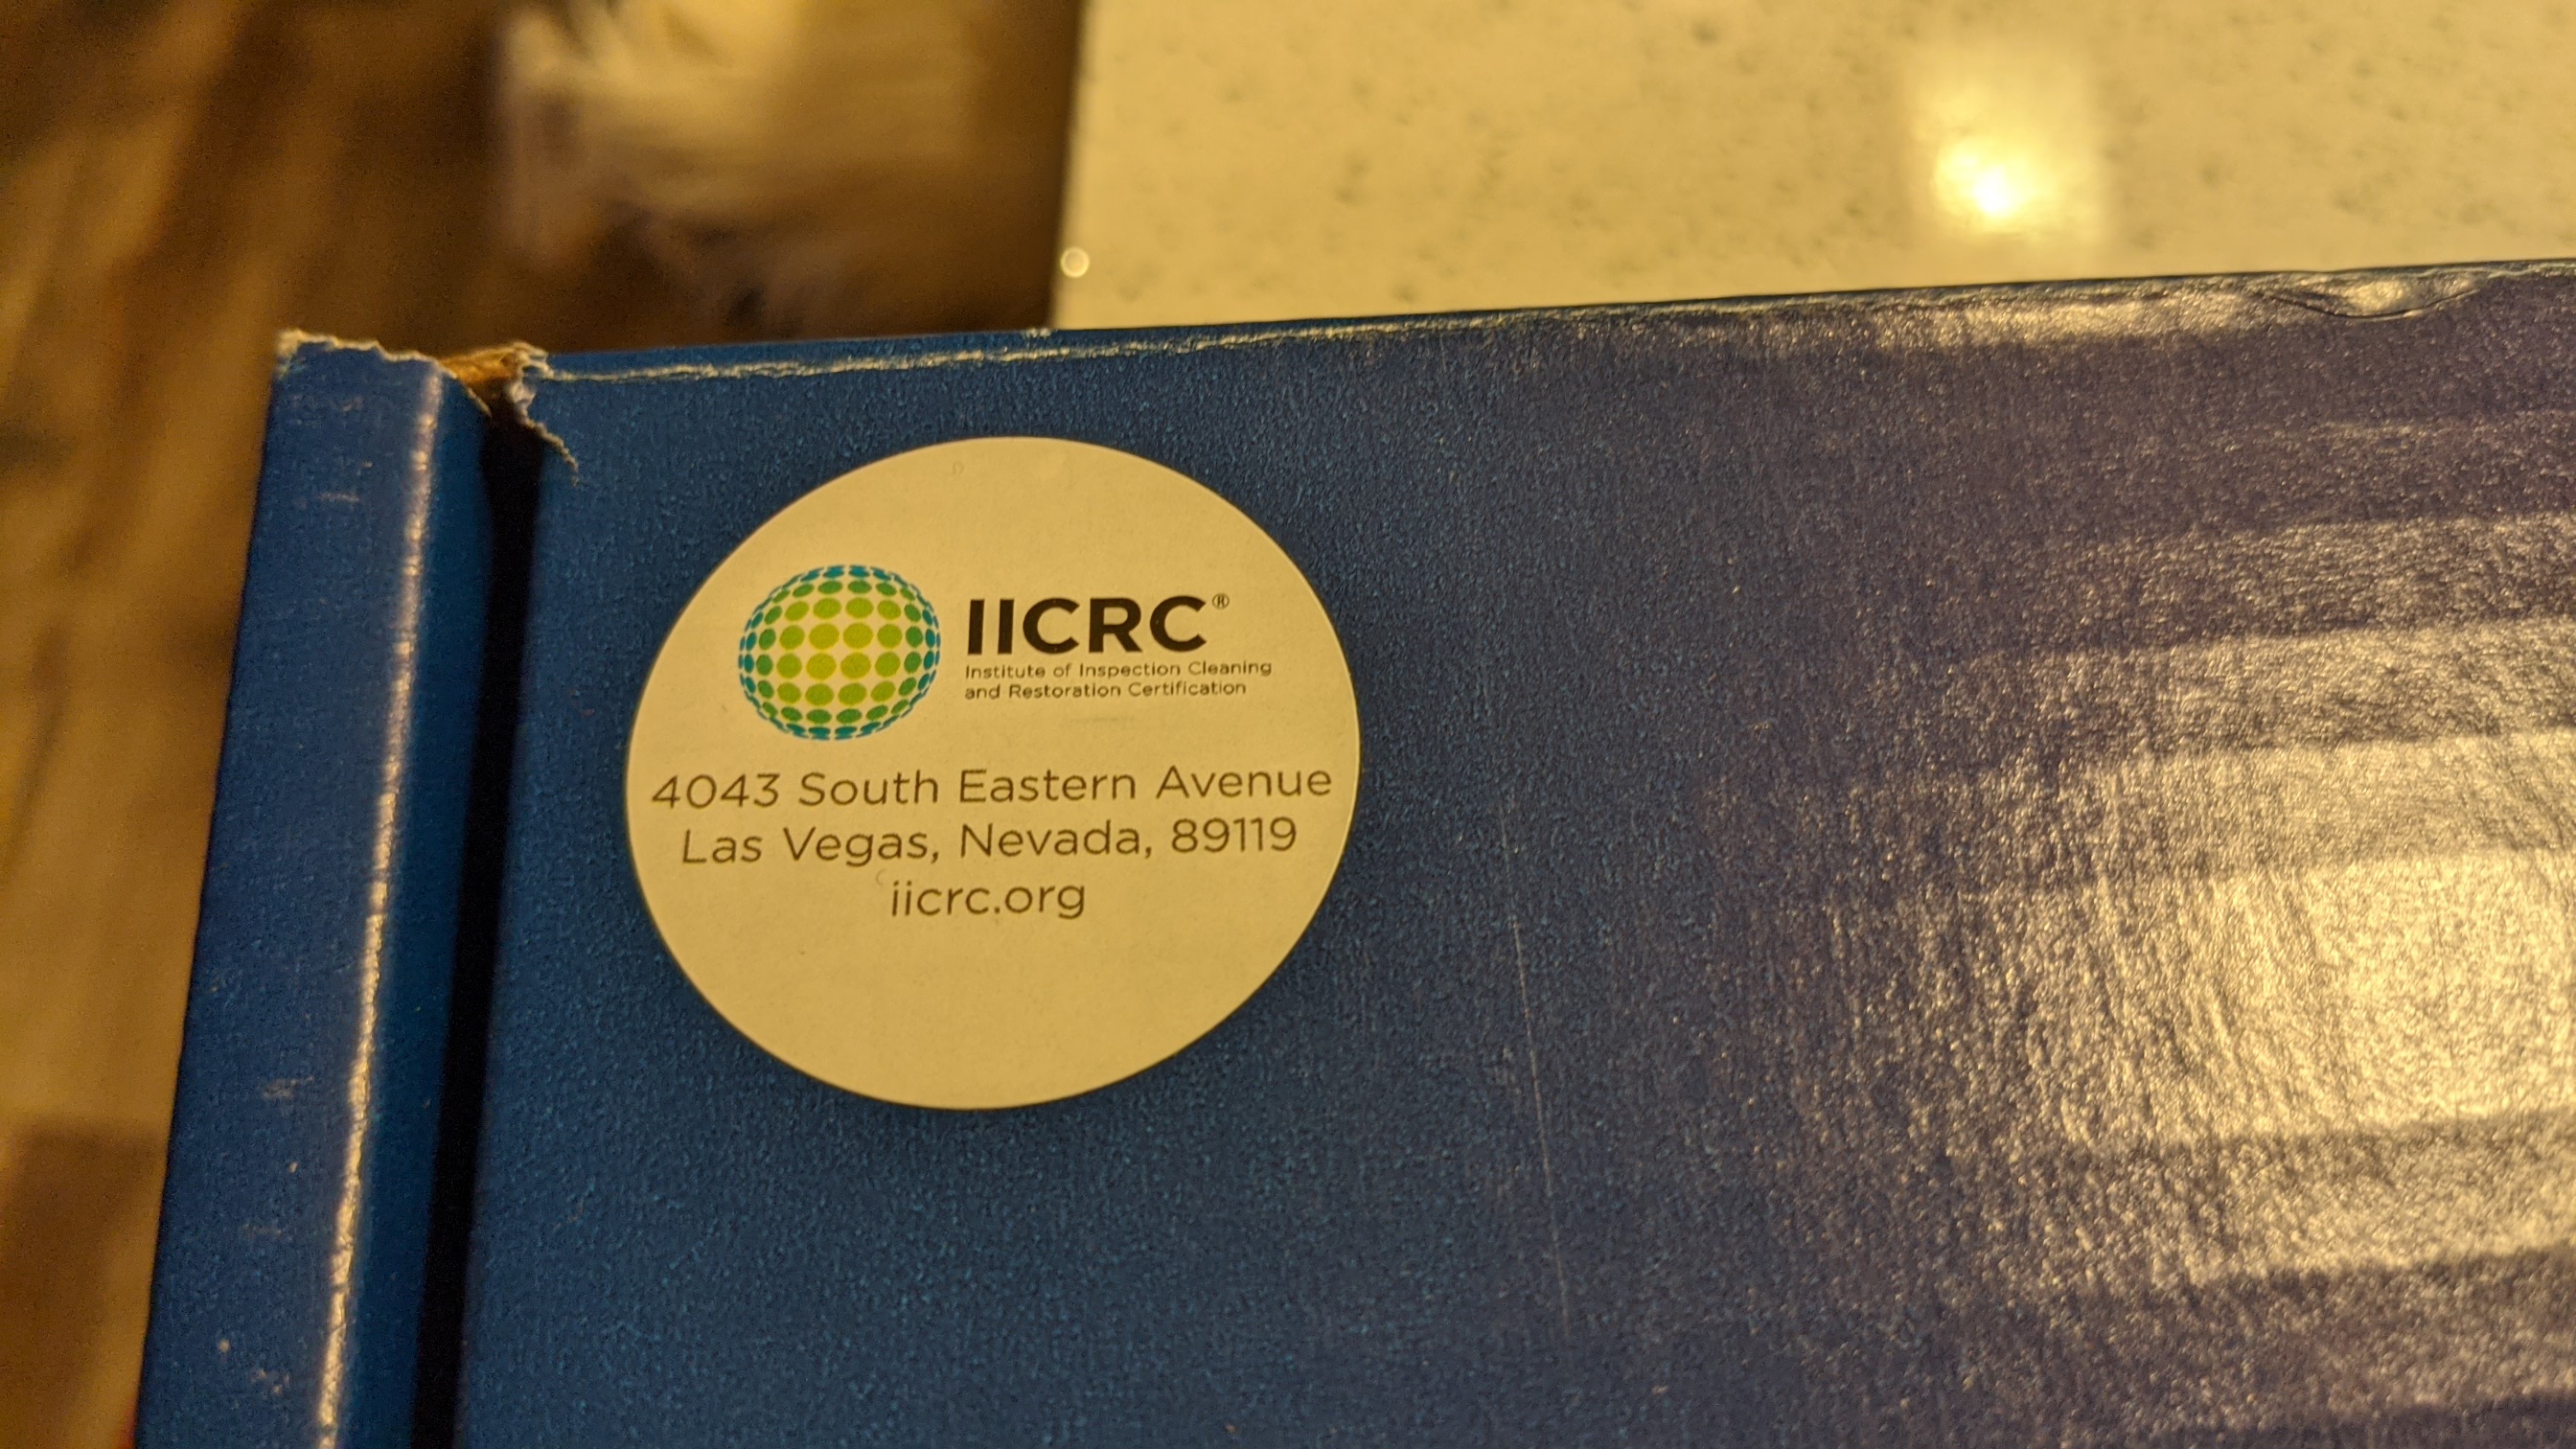 IICRC®
Institute of Inspection Cleaning
and Restoration Certification
4043 South Eastern Avenue
Las Vegas, Nevada, 89119
iicrc.org